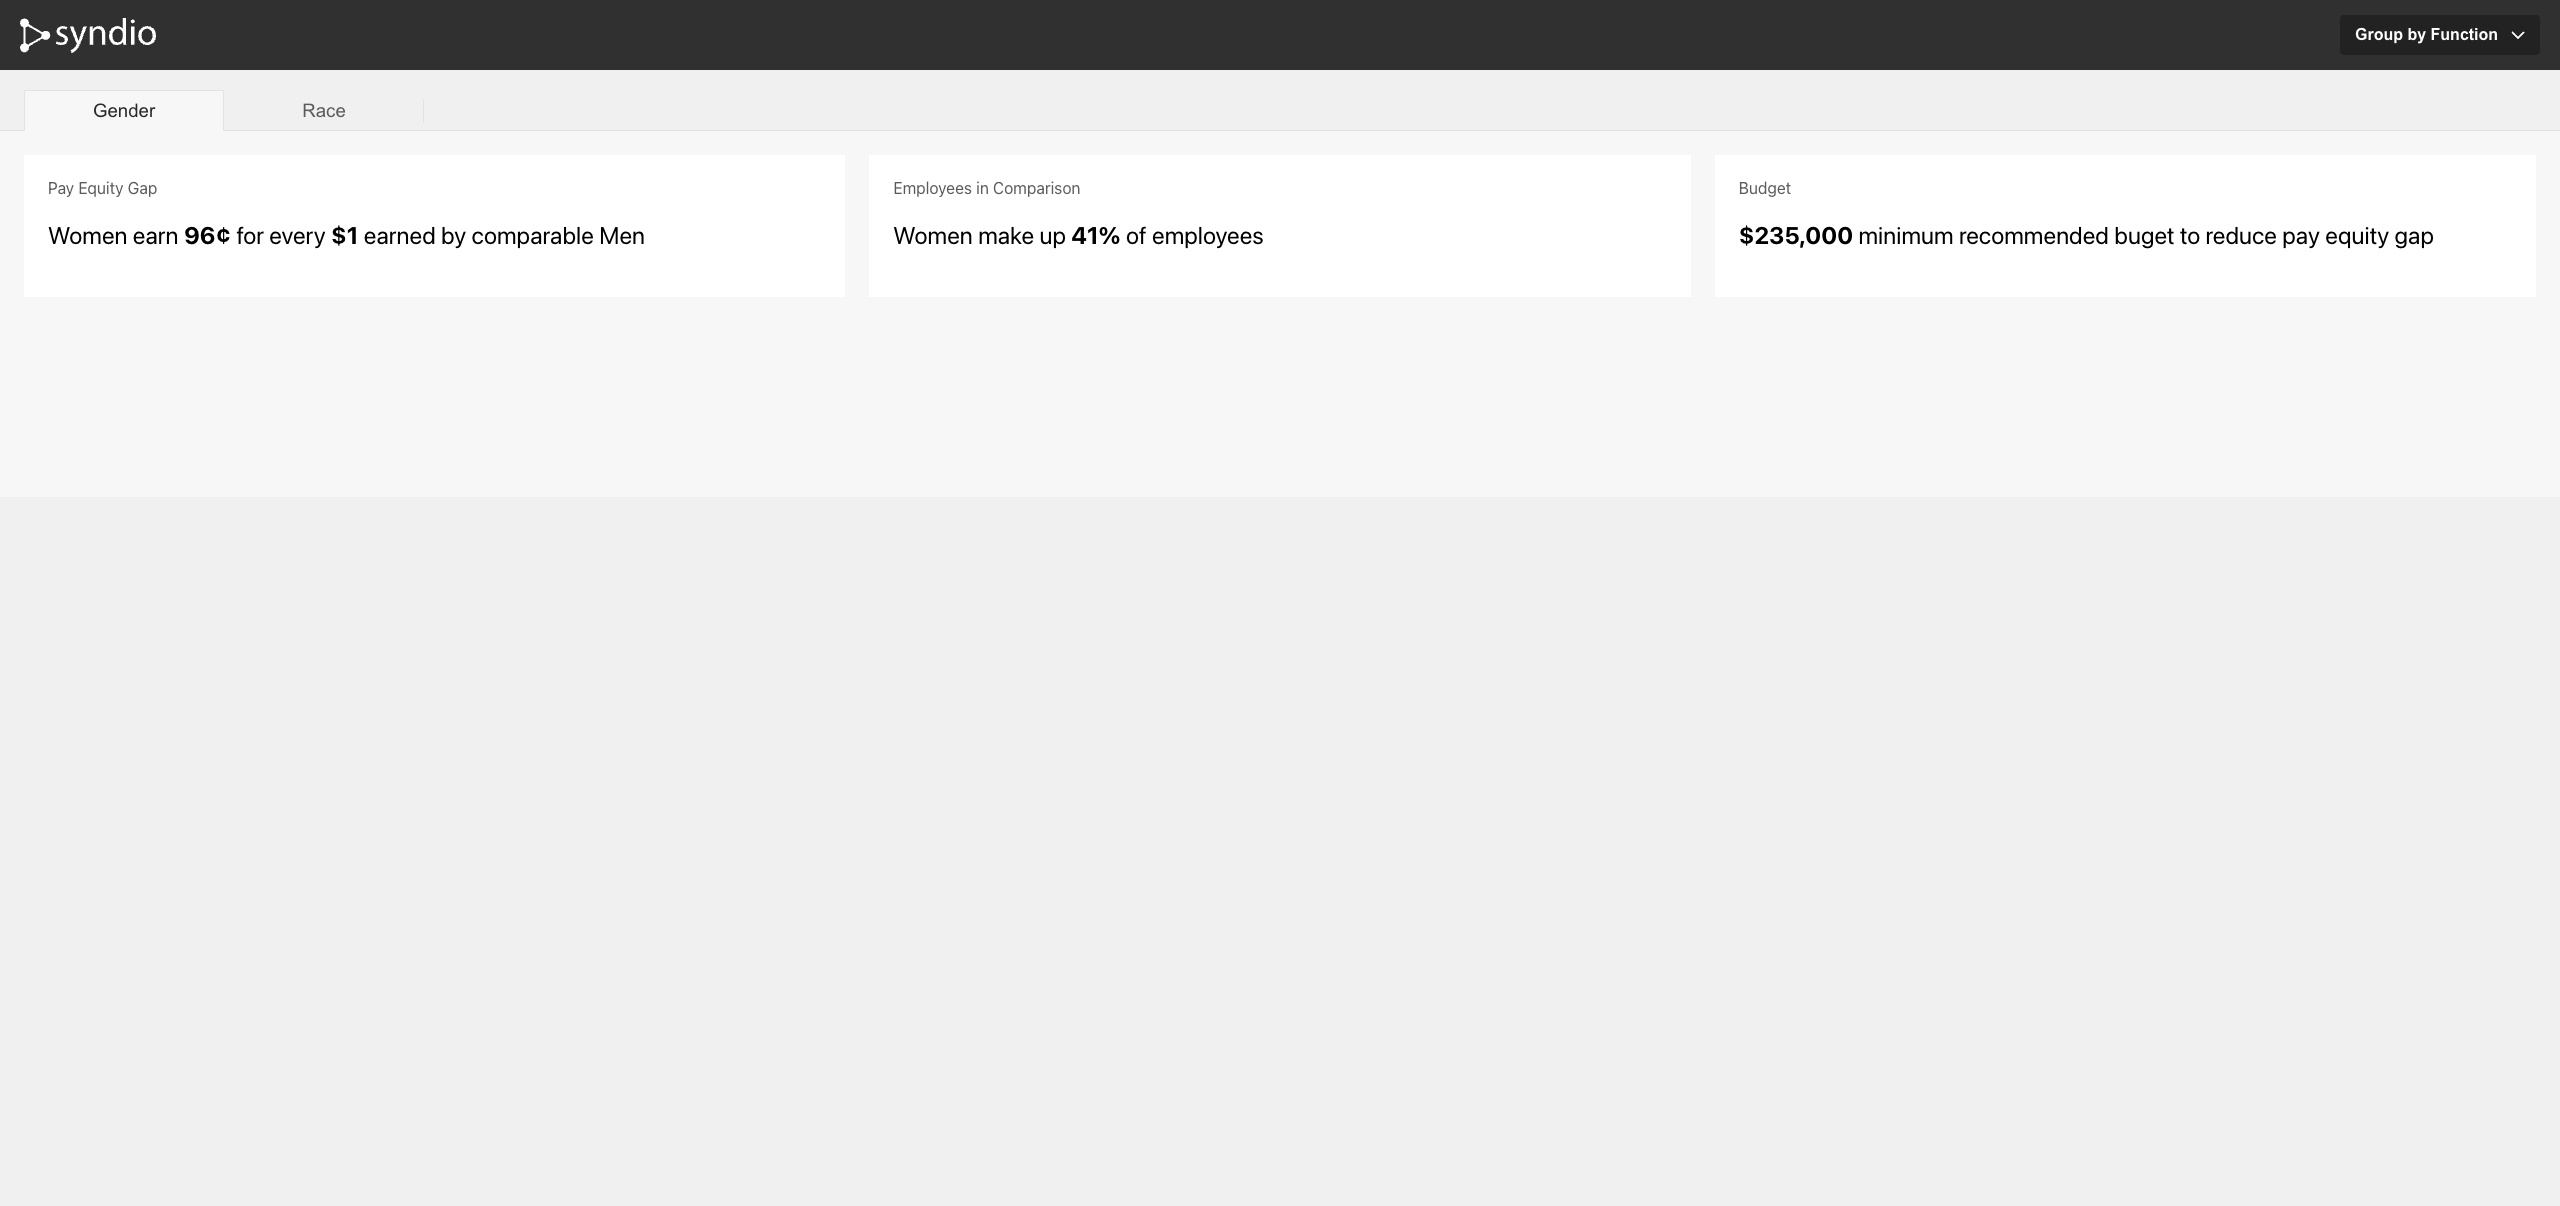 syndio
Group by Function
Gender
Race
Pay Equity Gap
Women earn 96¢ for every $1 earned by comparable Men
Employees in Comparison
Women make up 41% of employees
Budget
$235,000 minimum recommended buget to reduce pay equity gap